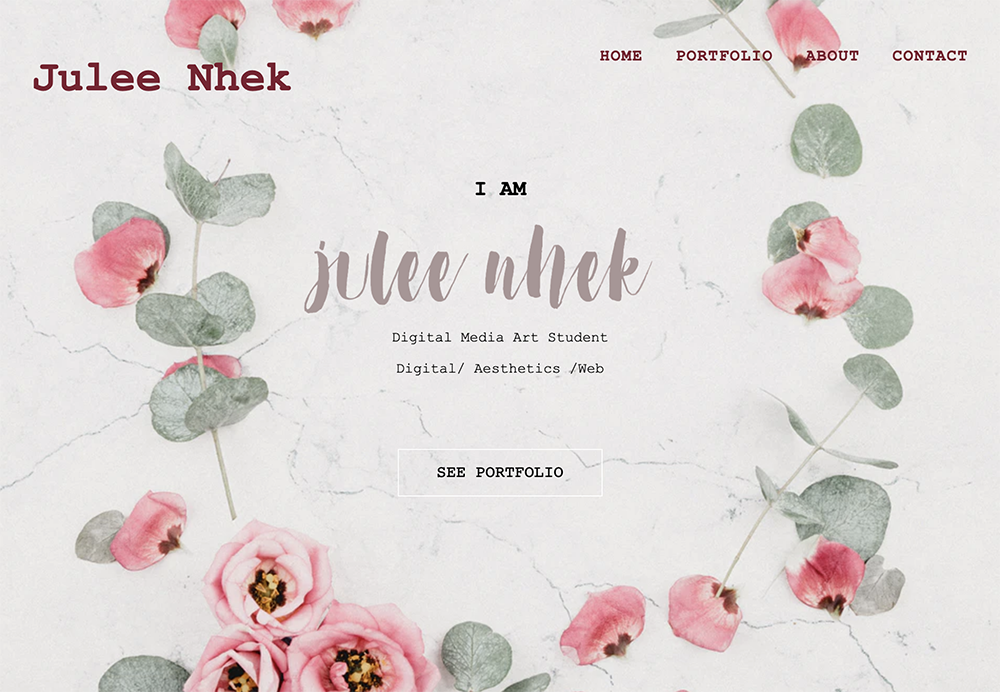 Julee Nhek
HOME PORTFOLIO ABOUT CONTACT
I AM
julee nhek
Digital Media Art Student
Digital/ Aesthetics /Web
SEE PORTFOLIO